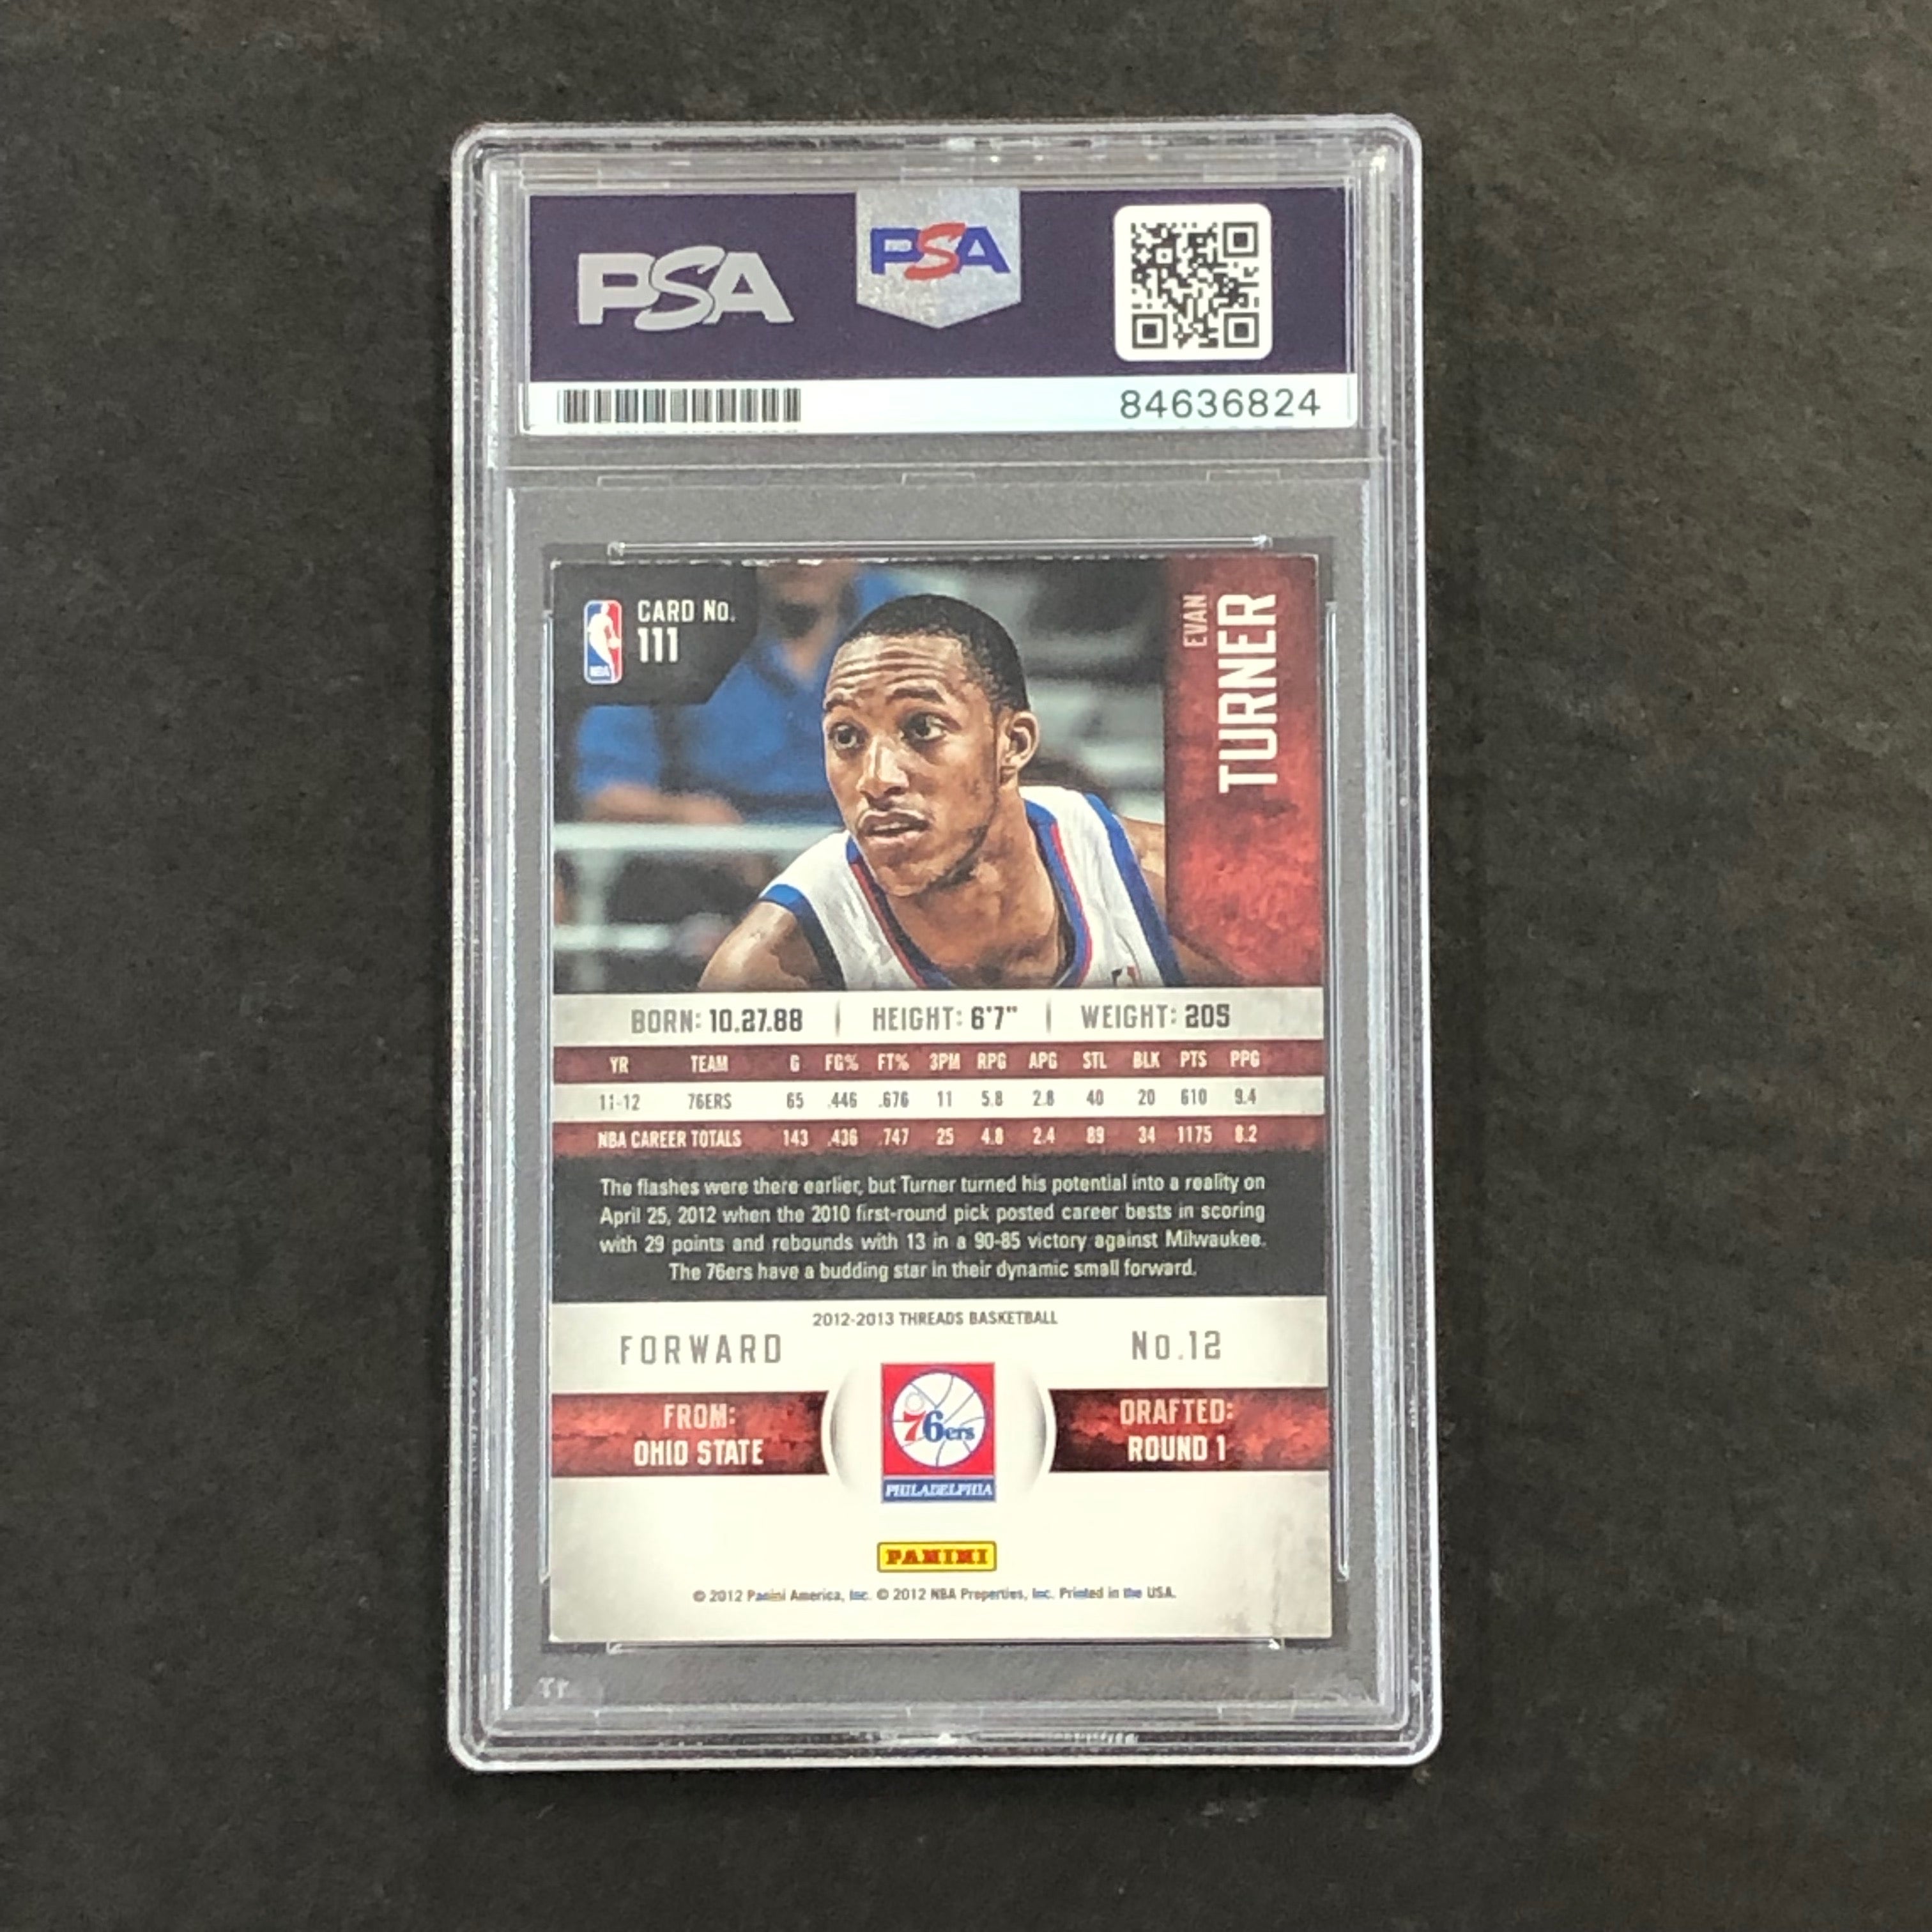 PSA
PSA
84636824
CARD No.
111
NBA
EVAN
TURNER
BORN: 10.27.88 | HEIGHT: 6'7" | WEIGHT: 205
YR TEAM G FG% FT% 3PM RPG APG STL BLK PTS PPG
11-12 76ERS 65 .446 .676 11 5.8 2.8 40 20 610 9.4
NBA CAREER TOTALS 143 .436 .747 25 4.8 2.4 89 34 1175 8.2
The flashes were there earlier, but Turner turned his potential into a reality on
April 25, 2012 when the 2010 first-round pick posted career bests in scoring
with 29 points and rebounds with 13 in a 90-85 victory against Milwaukee.
The 76ers have a budding star in their dynamic small forward.
2012-2013 THREADS BASKETBALL
FORWARD
No.12
FROM:
OHIO STATE
76ers
PHILADELPHIA
DRAFTED:
ROUND 1
PANINI
© 2012 Panini America, Inc. © 2012 NBA Properties, Inc. Printed in the USA.